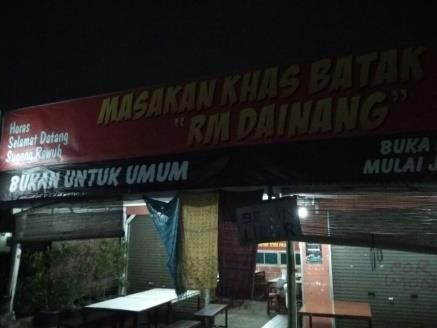 MASAKAN KHAS BATAK
"RM DAINANG"
Horas
Selamat Datang
Sugeng Rawuh
BUKAN UNTUK UMUM
BUKA
MULAI J